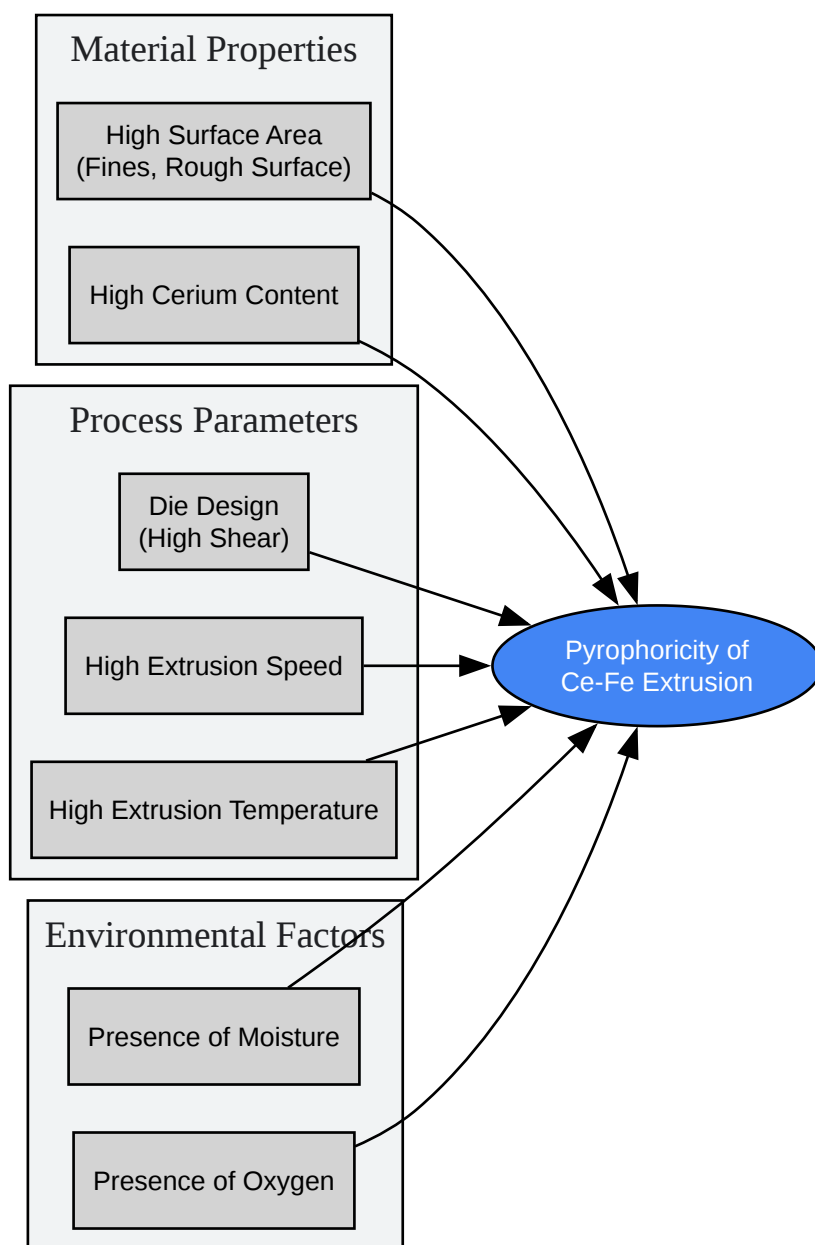 Material Properties
High Surface Area
(Fines, Rough Surface)
High Cerium Content
Process Parameters
Die Design
(High Shear)
High Extrusion Speed
High Extrusion Temperature
Pyrophoricity of
Ce-Fe Extrusion
Environmental Factors
Presence of Moisture
Presence of Oxygen